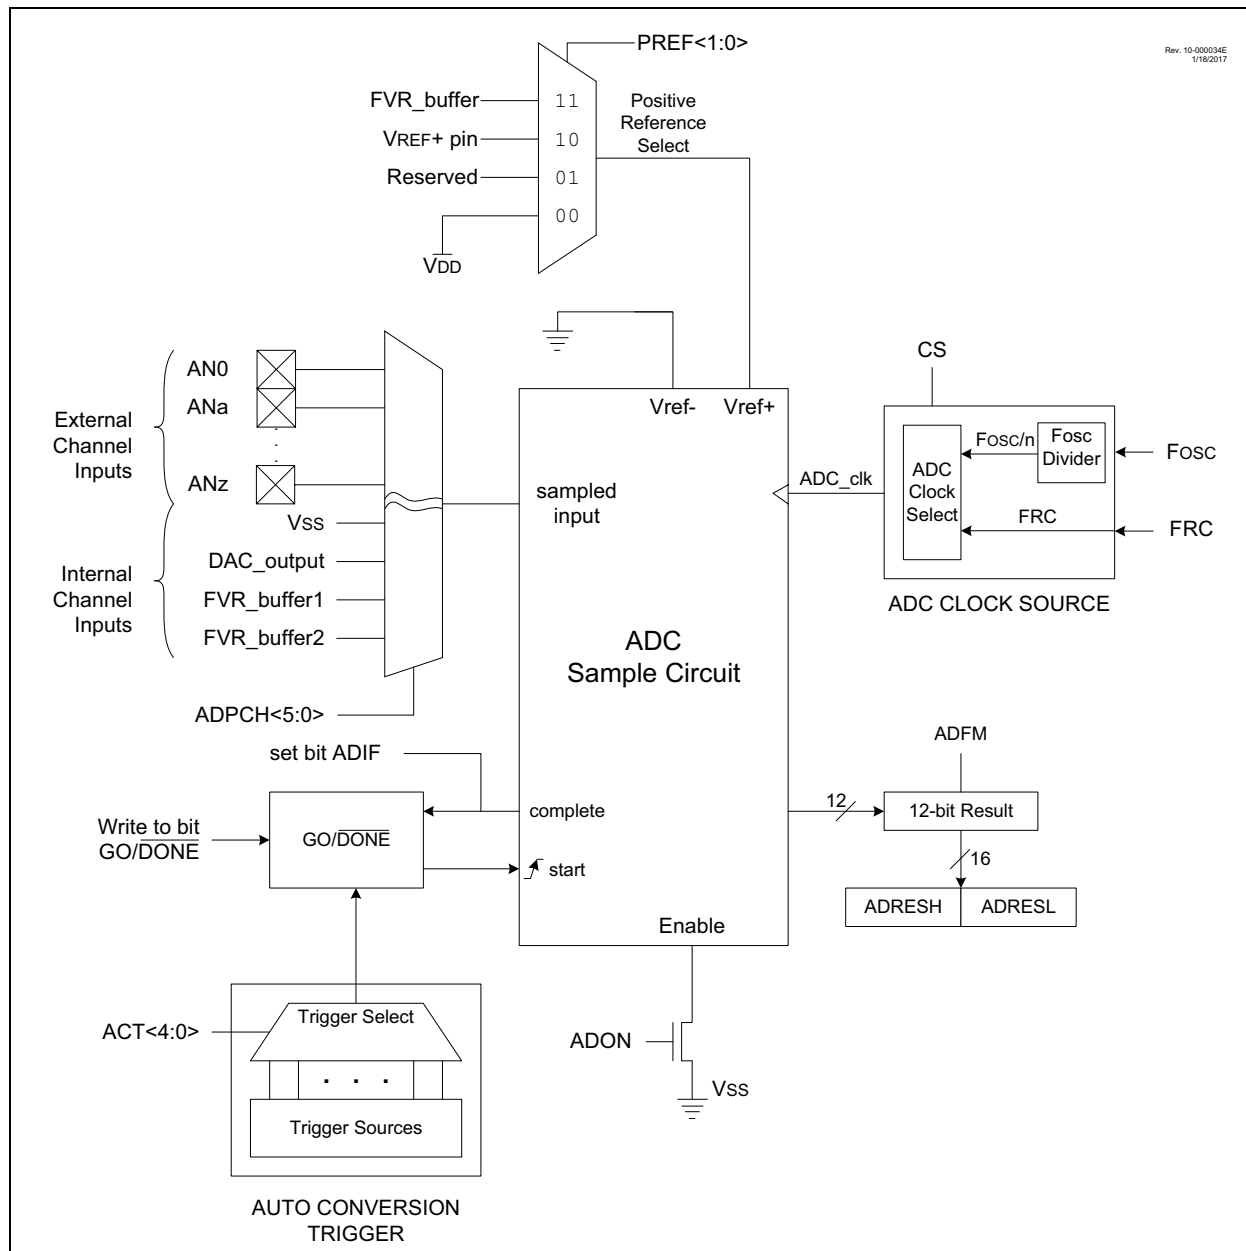 PREF<1:0>
Rev. 10-000034E
1/18/2017
FVR_buffer
11
Positive
Reference
Select
VREF+ pin
10
Reserved
01
00
VDD
AN0
ANa
.
.
.
ANz
External
Channel
Inputs
VSS
DAC_output
FVR_buffer1
FVR_buffer2
Internal
Channel
Inputs
ADPCH<5:0>
Vref-
Vref+
sampled
input
ADC
Sample Circuit
CS
ADC_clk
ADC
Clock
Select
FOSC/n
Fosc
Divider
FOSC
FRC
FRC
ADC CLOCK SOURCE
set bit ADIF
complete
Write to bit
GO/DONE
GO/DONE
start
Enable
ADFM
12
12-bit Result
16
ADRESH
ADRESL
ADON
VSS
ACT<4:0>
Trigger Select
. . .
Trigger Sources
AUTO CONVERSION
TRIGGER